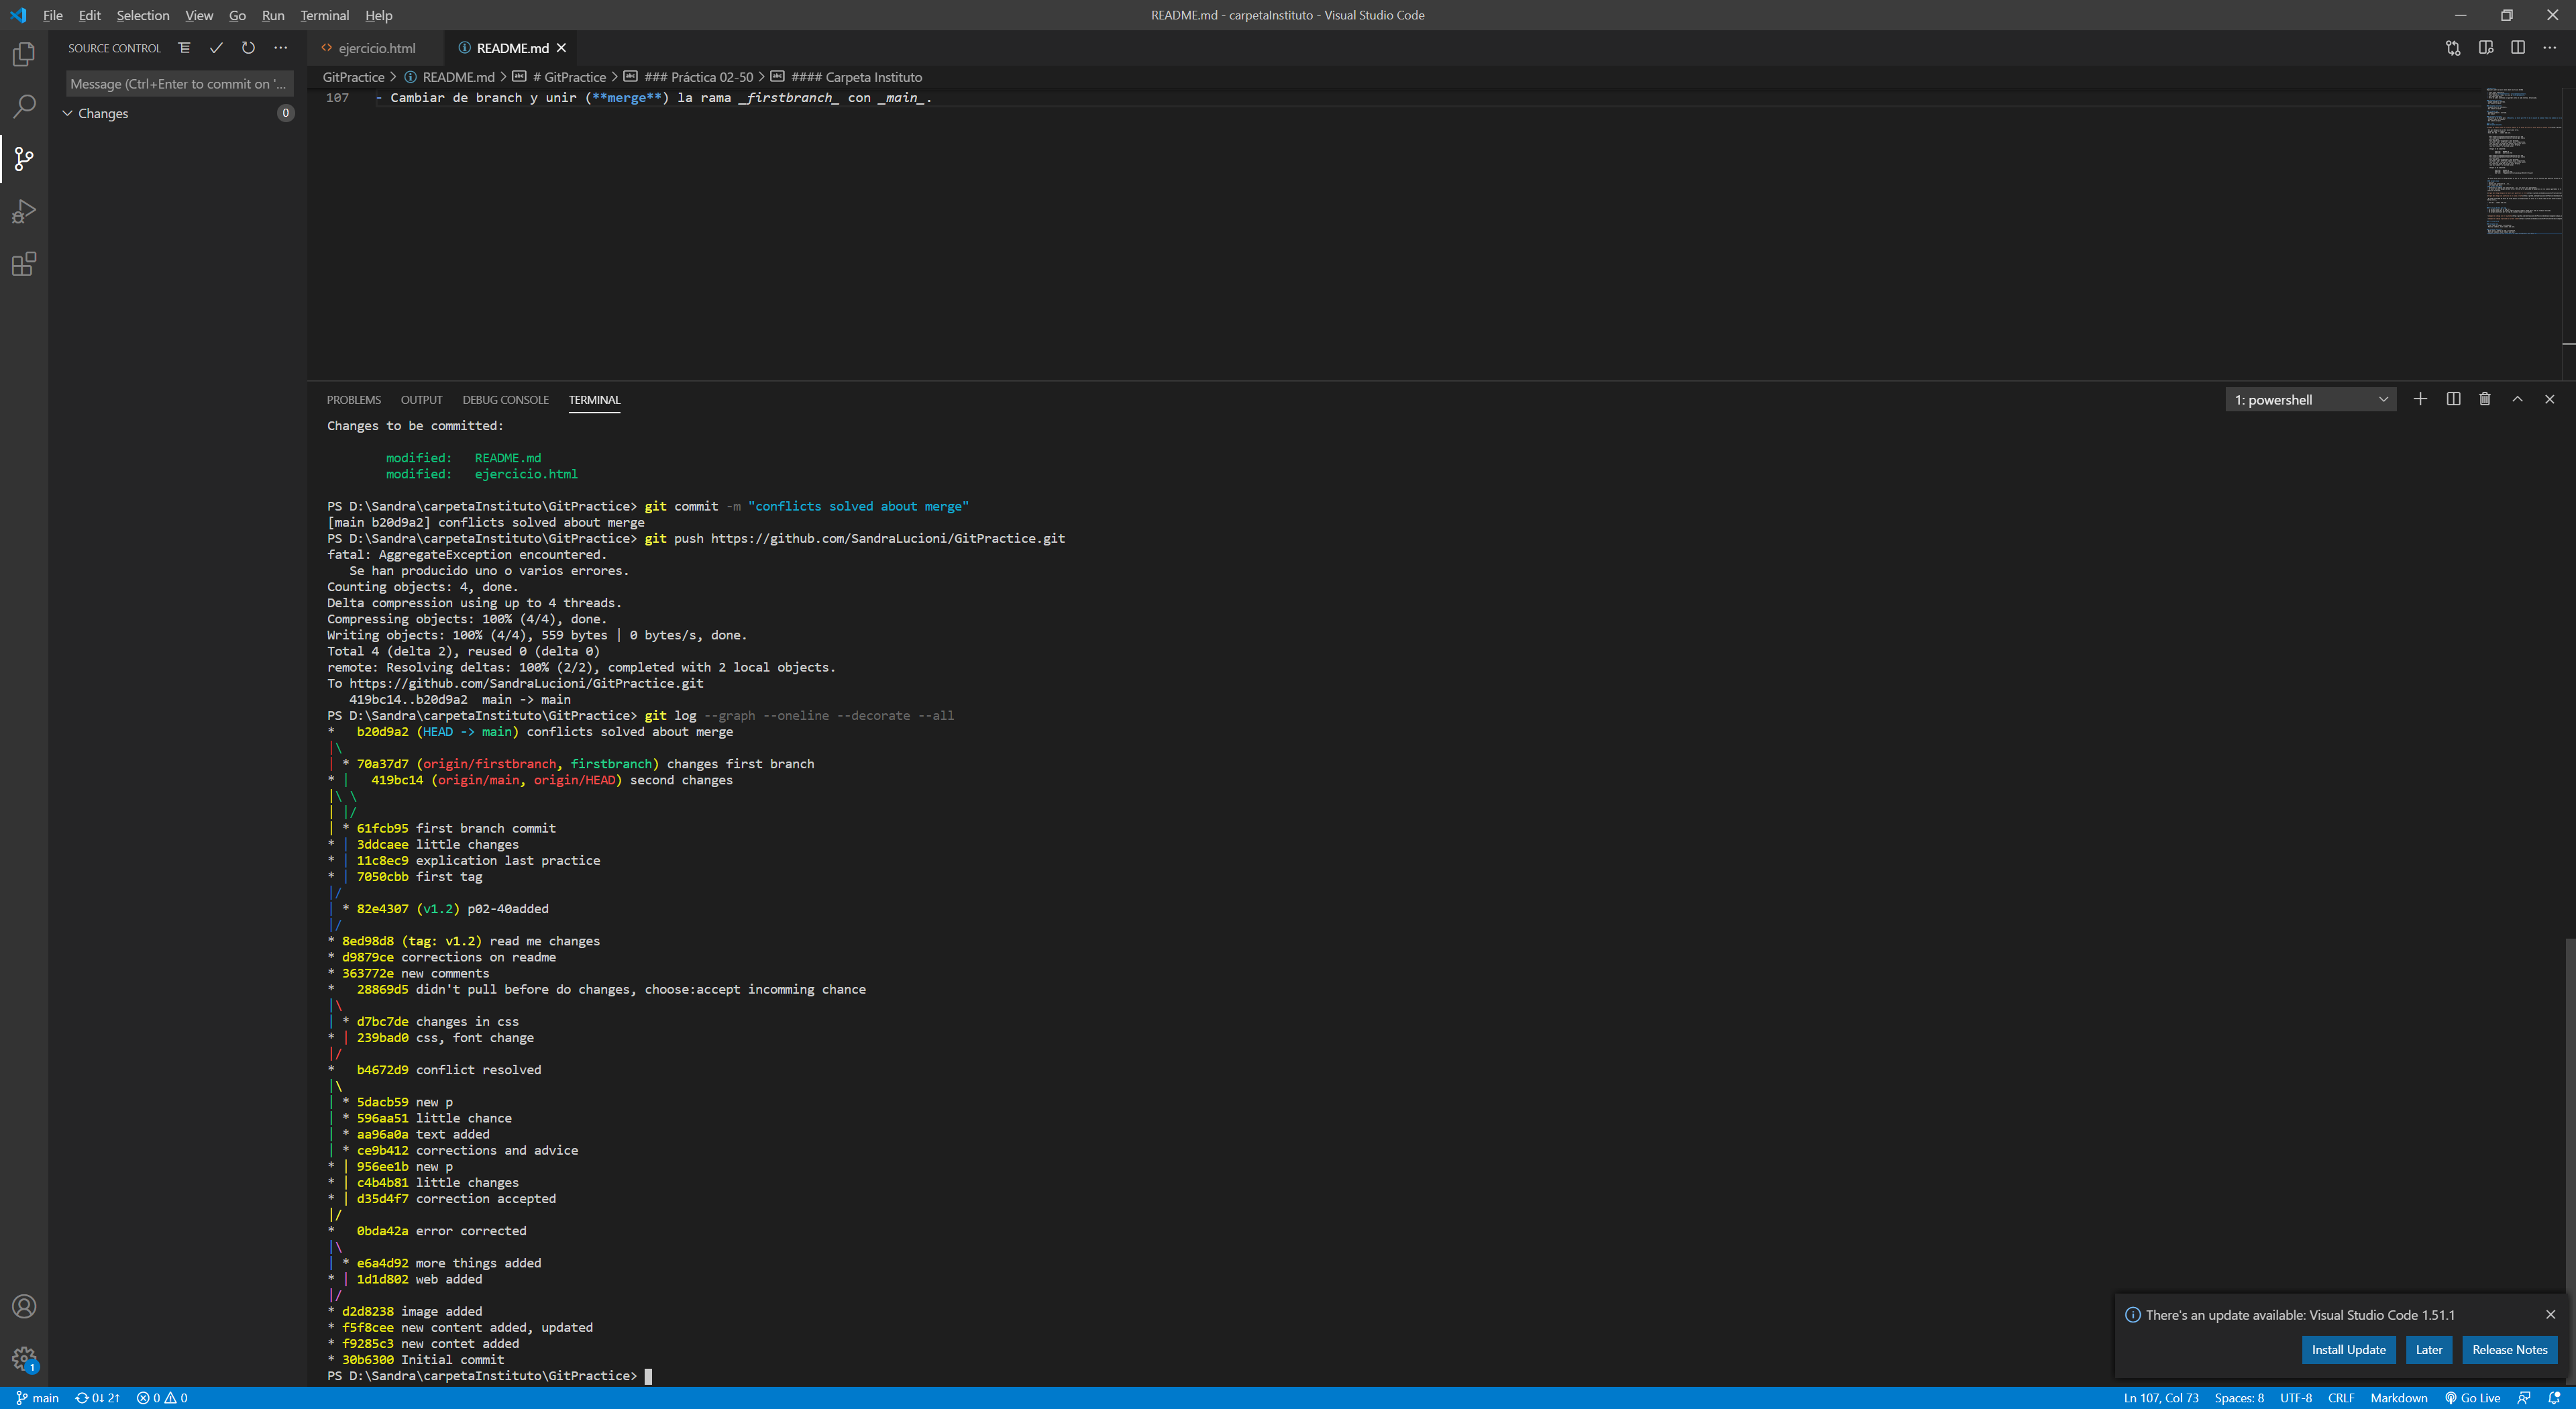 File Edit Selection View Go Run Terminal Help
README.md - carpetaInstituto - Visual Studio Code
SOURCE CONTROL
Message (Ctrl+Enter to commit on '...
Changes 0
ejercicio.html README.md
GitPractice > README.md > # GitPractice > ### Práctica 02-50 > #### Carpeta Instituto
107 - Cambiar de branch y unir (**merge**) la rama _firstbranch_ con _main_.
PROBLEMS OUTPUT DEBUG CONSOLE TERMINAL
1: powershell
Changes to be committed:
modified: README.md
modified: ejercicio.html
PS D:\Sandra\carpetaInstituto\GitPractice> git commit -m "conflicts solved about merge"
[main b20d9a2] conflicts solved about merge
PS D:\Sandra\carpetaInstituto\GitPractice> git push https://github.com/SandraLucioni/GitPractice.git
fatal: AggregateException encountered.
Se han producido uno o varios errores.
Counting objects: 4, done.
Delta compression using up to 4 threads.
Compressing objects: 100% (4/4), done.
Writing objects: 100% (4/4), 559 bytes | 0 bytes/s, done.
Total 4 (delta 2), reused 0 (delta 0)
remote: Resolving deltas: 100% (2/2), completed with 2 local objects.
To https://github.com/SandraLucioni/GitPractice.git
419bc14..b20d9a2 main -> main
PS D:\Sandra\carpetaInstituto\GitPractice> git log --graph --oneline --decorate --all
*   b20d9a2 (HEAD -> main) conflicts solved about merge
|\
| * 70a37d7 (origin/firstbranch, firstbranch) changes first branch
* |   419bc14 (origin/main, origin/HEAD) second changes
|\ \
| |/
| * 61fcb95 first branch commit
* | 3ddcaee little changes
* | 11c8ec9 explication last practice
* | 7050cbb first tag
|/
| * 82e4307 (v1.2) p02-40added
|/
* 8ed98d8 (tag: v1.2) read me changes
* d9879ce corrections on readme
* 363772e new comments
*   28869d5 didn't pull before do changes, choose:accept incomming chance
|\
| * d7bc7de changes in css
* | 239bad0 css, font change
|/
*   b4672d9 conflict resolved
|\
| * 5dacb59 new p
| * 596aa51 little chance
| * aa96a0a text added
| * ce9b412 corrections and advice
* | 956ee1b new p
* | c4b4b81 little changes
* | d35d4f7 correction accepted
|/
*   0bda42a error corrected
|\
| * e6a4d92 more things added
* | 1d1d802 web added
|/
* d2d8238 image added
* f5f8cee new content added, updated
* f9285c3 new contet added
* 30b6300 Initial commit
PS D:\Sandra\carpetaInstituto\GitPractice>
There's an update available: Visual Studio Code 1.51.1
Install Update Later Release Notes
1
main 0↓ 2↑ 0 0
Ln 107, Col 73 Spaces: 8 UTF-8 CRLF Markdown Go Live